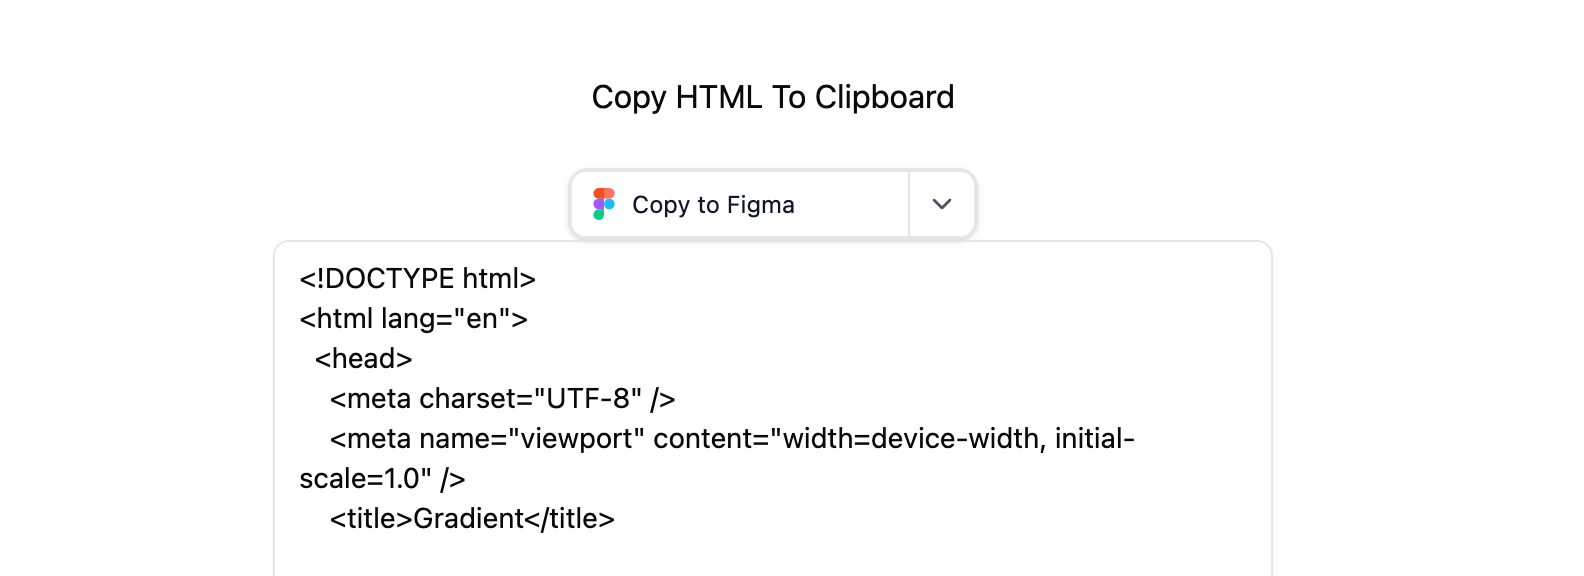 Copy HTML To Clipboard
Copy to Figma
<!DOCTYPE html>
<html lang="en">
  <head>
    <meta charset="UTF-8" />
    <meta name="viewport" content="width=device-width, initial-
scale=1.0" />
    <title>Gradient</title>